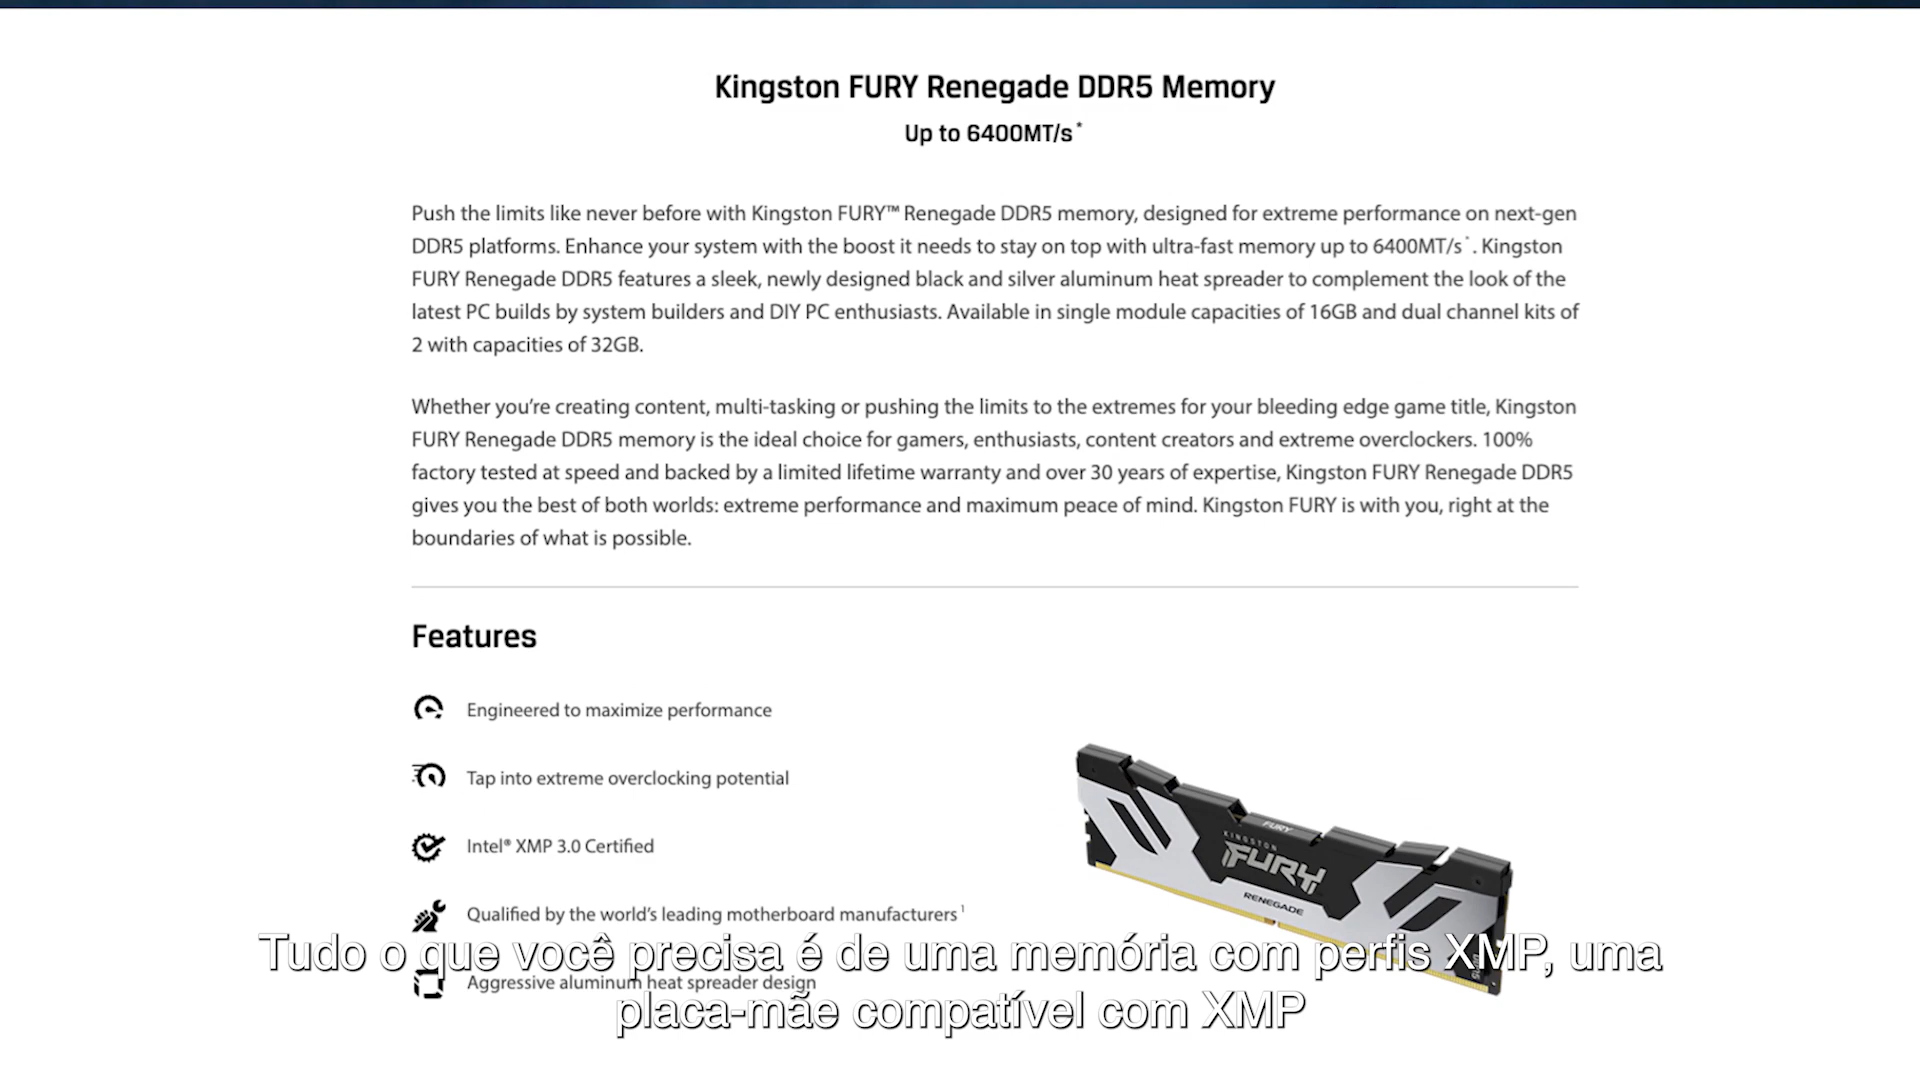 Kingston FURY Renegade DDR5 Memory
Up to 6400MT/s*
Push the limits like never before with Kingston FURY™ Renegade DDR5 memory, designed for extreme performance on next-gen
DDR5 platforms. Enhance your system with the boost it needs to stay on top with ultra-fast memory up to 6400MT/s*. Kingston
FURY Renegade DDR5 features a sleek, newly designed black and silver aluminum heat spreader to complement the look of the
latest PC builds by system builders and DIY PC enthusiasts. Available in single module capacities of 16GB and dual channel kits of
2 with capacities of 32GB.
Whether you’re creating content, multi-tasking or pushing the limits to the extremes for your bleeding edge game title, Kingston
FURY Renegade DDR5 memory is the ideal choice for gamers, enthusiasts, content creators and extreme overclockers. 100%
factory tested at speed and backed by a limited lifetime warranty and over 30 years of expertise, Kingston FURY Renegade DDR5
gives you the best of both worlds: extreme performance and maximum peace of mind. Kingston FURY is with you, right at the
boundaries of what is possible.
Features
Engineered to maximize performance
Tap into extreme overclocking potential
Intel® XMP 3.0 Certified
Qualified by the world’s leading motherboard manufacturers¹
Aggressive aluminum heat spreader design
FURY
KINGSTON
FURY
RENEGADE
Tudo o que você precisa é de uma memória com perfis XMP, uma
placa-mãe compatível com XMP